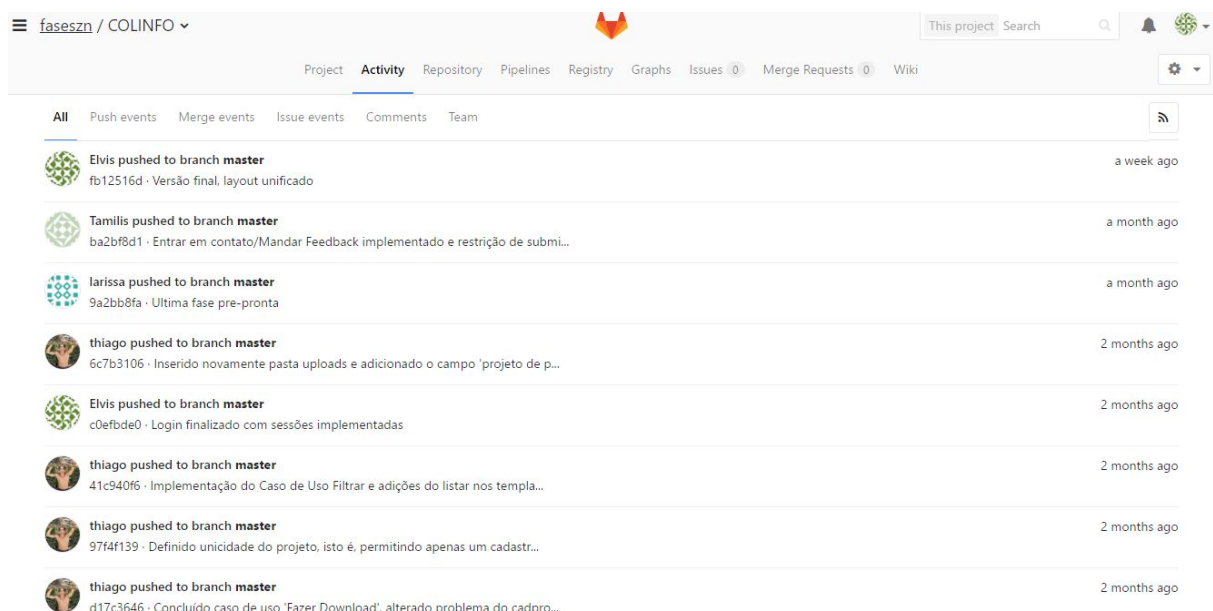 faseszn / COLINFO
This project Search
Project Activity Repository Pipelines Registry Graphs Issues 0 Merge Requests 0 Wiki
All Push events Merge events Issue events Comments Team
Elvis pushed to branch master a week ago
fb12516d · Versão final, layout unificado
Tamilis pushed to branch master a month ago
ba2bf8d1 · Entrar em contato/Mandar Feedback implementado e restrição de submi...
larissa pushed to branch master a month ago
9a2bb8fa · Ultima fase pre-pronta
thiago pushed to branch master 2 months ago
6c7b3106 · Inserido novamente pasta uploads e adicionado o campo 'projeto de p...
Elvis pushed to branch master 2 months ago
c0efbde0 · Login finalizado com sessões implementadas
thiago pushed to branch master 2 months ago
41c940f6 · Implementação do Caso de Uso Filtrar e adições do listar nos templa...
thiago pushed to branch master 2 months ago
97f4f139 · Definido unicidade do projeto, isto é, permitindo apenas um cadastr...
thiago pushed to branch master 2 months ago
d17c3646 · Concluído caso de uso 'Fazer Download', alterado problema do cadpro...